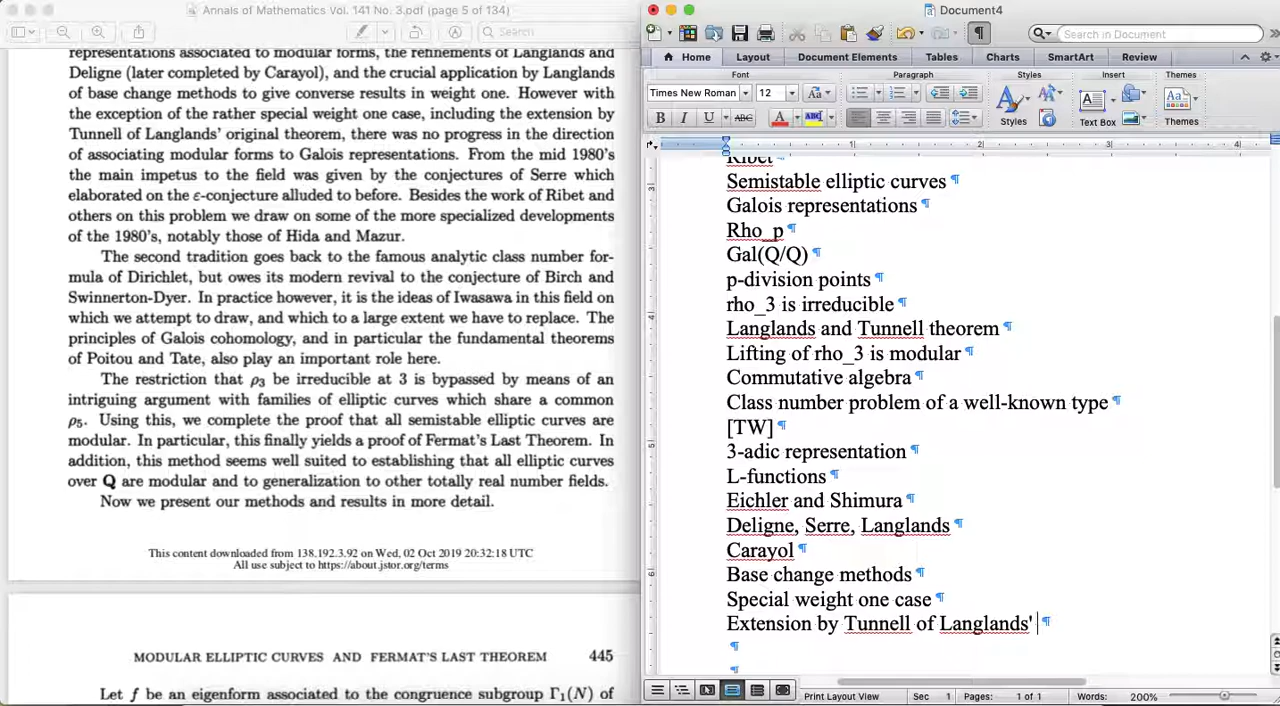 Annals of Mathematics Vol. 141 No. 3.pdf (page 5 of 134)
Search
representations associated to modular forms, the refinements of Langlands and
Deligne (later completed by Carayol), and the crucial application by Langlands
of base change methods to give converse results in weight one. However with
the exception of the rather special weight one case, including the extension by
Tunnell of Langlands' original theorem, there was no progress in the direction
of associating modular forms to Galois representations. From the mid 1980's
the main impetus to the field was given by the conjectures of Serre which
elaborated on the ε-conjecture alluded to before. Besides the work of Ribet and
others on this problem we draw on some of the more specialized developments
of the 1980's, notably those of Hida and Mazur.
The second tradition goes back to the famous analytic class number for-
mula of Dirichlet, but owes its modern revival to the conjecture of Birch and
Swinnerton-Dyer. In practice however, it is the ideas of Iwasawa in this field on
which we attempt to draw, and which to a large extent we have to replace. The
principles of Galois cohomology, and in particular the fundamental theorems
of Poitou and Tate, also play an important role here.
The restriction that ρ3 be irreducible at 3 is bypassed by means of an
intriguing argument with families of elliptic curves which share a common
ρ5. Using this, we complete the proof that all semistable elliptic curves are
modular. In particular, this finally yields a proof of Fermat's Last Theorem. In
addition, this method seems well suited to establishing that all elliptic curves
over Q are modular and to generalization to other totally real number fields.
Now we present our methods and results in more detail.
This content downloaded from 138.192.3.92 on Wed, 02 Oct 2019 20:32:18 UTC
All use subject to https://about.jstor.org/terms
MODULAR ELLIPTIC CURVES AND FERMAT'S LAST THEOREM 445
Let f be an eigenform associated to the congruence subgroup Γ1(N) of
Document4
Search in Document
Home Layout Document Elements Tables Charts SmartArt Review
Font Paragraph Styles Insert Themes
Times New Roman 12 Aa
B I U ABC A ABC
A A
Aa
Styles Text Box Themes
1 2 3 4
3
4
5
6
Ribet ¶
Semistable elliptic curves ¶
Galois representations ¶
Rho_p ¶
Gal(Q/Q) ¶
p-division points ¶
rho_3 is irreducible ¶
Langlands and Tunnell theorem ¶
Lifting of rho_3 is modular ¶
Commutative algebra ¶
Class number problem of a well-known type ¶
[TW] ¶
3-adic representation ¶
L-functions ¶
Eichler and Shimura ¶
Deligne, Serre, Langlands ¶
Carayol ¶
Base change methods ¶
Special weight one case ¶
Extension by Tunnell of Langlands' ¶
¶
¶
Print Layout View Sec 1 Pages: 1 of 1 Words: 200%